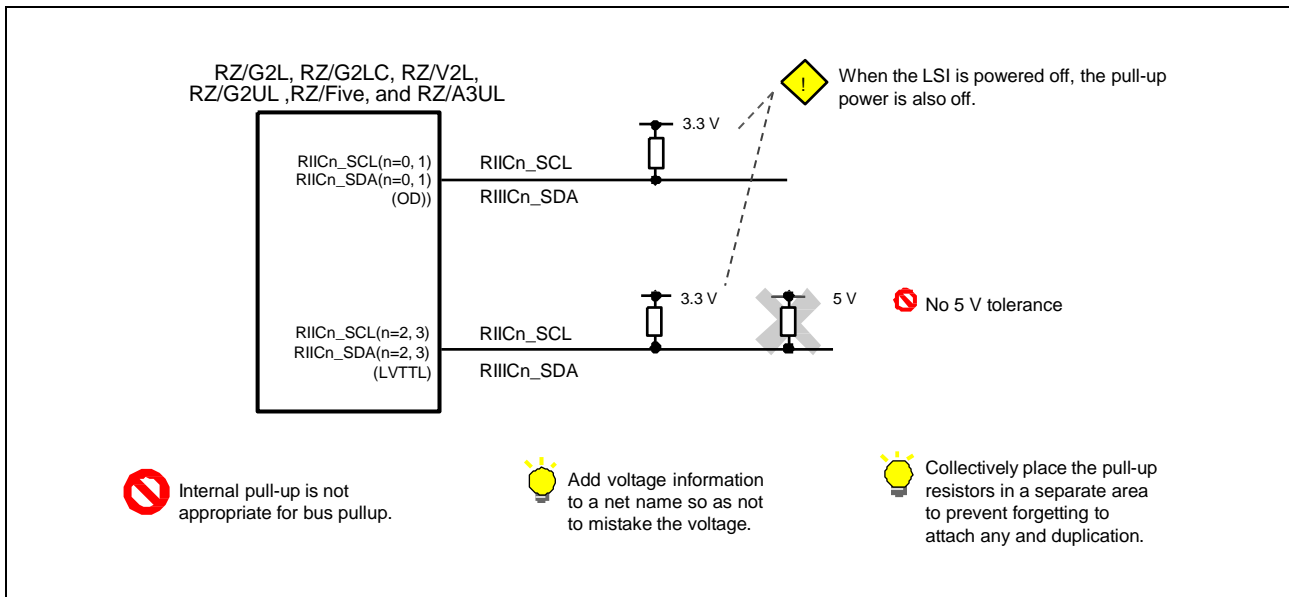 RZ/G2L, RZ/G2LC, RZ/V2L,
RZ/G2UL ,RZ/Five, and RZ/A3UL
!
When the LSI is powered off, the pull-up
power is also off.
3.3 V
RIICn_SCL(n=0, 1)
RIICn_SDA(n=0, 1)
(OD))
RIICn_SCL
RIIICn_SDA
3.3 V
5 V
No 5 V tolerance
RIICn_SCL(n=2, 3)
RIICn_SDA(n=2, 3)
(LVTTL)
RIICn_SCL
RIIICn_SDA
Internal pull-up is not
appropriate for bus pullup.
Add voltage information
to a net name so as not
to mistake the voltage.
Collectively place the pull-up
resistors in a separate area
to prevent forgetting to
attach any and duplication.